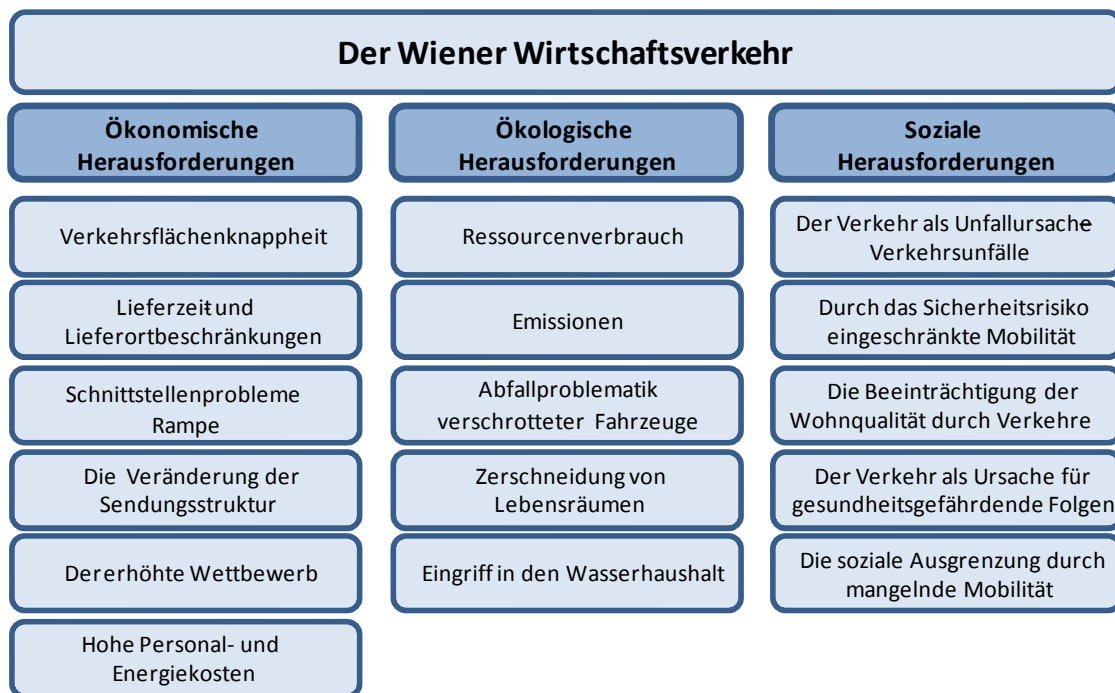 Der Wiener Wirtschaftsverkehr
Ökonomische
Herausforderungen
Verkehrsflächenknappheit
Lieferzeit- und
Lieferortbeschränkungen
Schnittstellenprobleme
Rampe
Die Veränderung der
Sendungsstruktur
Der erhöhte Wettbewerb
Hohe Personal- und
Energiekosten
Ökologische
Herausforderungen
Ressourcenverbrauch
Emissionen
Abfallproblematik
verschrotteter Fahrzeuge
Zerschneidung von
Lebensräumen
Eingriff in den Wasserhaushalt
Soziale
Herausforderungen
Der Verkehr als Unfallursache-
Verkehrsunfälle
Durch das Sicherheitsrisiko
eingeschränkte Mobilität
Die Beeinträchtigung der
Wohnqualität durch Verkehre
Der Verkehr als Ursache für
gesundheitsgefährdende Folgen
Die soziale Ausgrenzung durch
mangelnde Mobilität